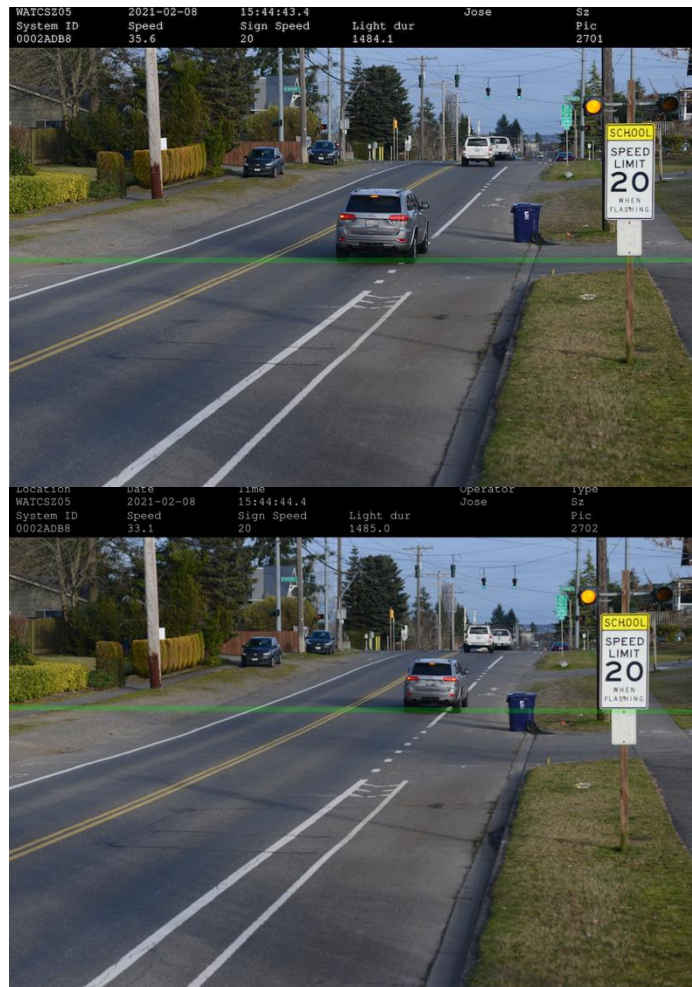 WATCSZ05 2021-02-08 15:44:43.4 Jose Sz
System ID Speed Sign Speed Light dur Pic
0002ADB8 35.6 20 1484.1 2701
SCHOOL
SPEED
LIMIT
20
WHEN
FLASHING
Location Date Time Operator Type
WATCSZ05 2021-02-08 15:44:44.4 Jose Sz
System ID Speed Sign Speed Light dur Pic
0002ADB8 33.1 20 1485.0 2702
SCHOOL
SPEED
LIMIT
20
WHEN
FLASHING